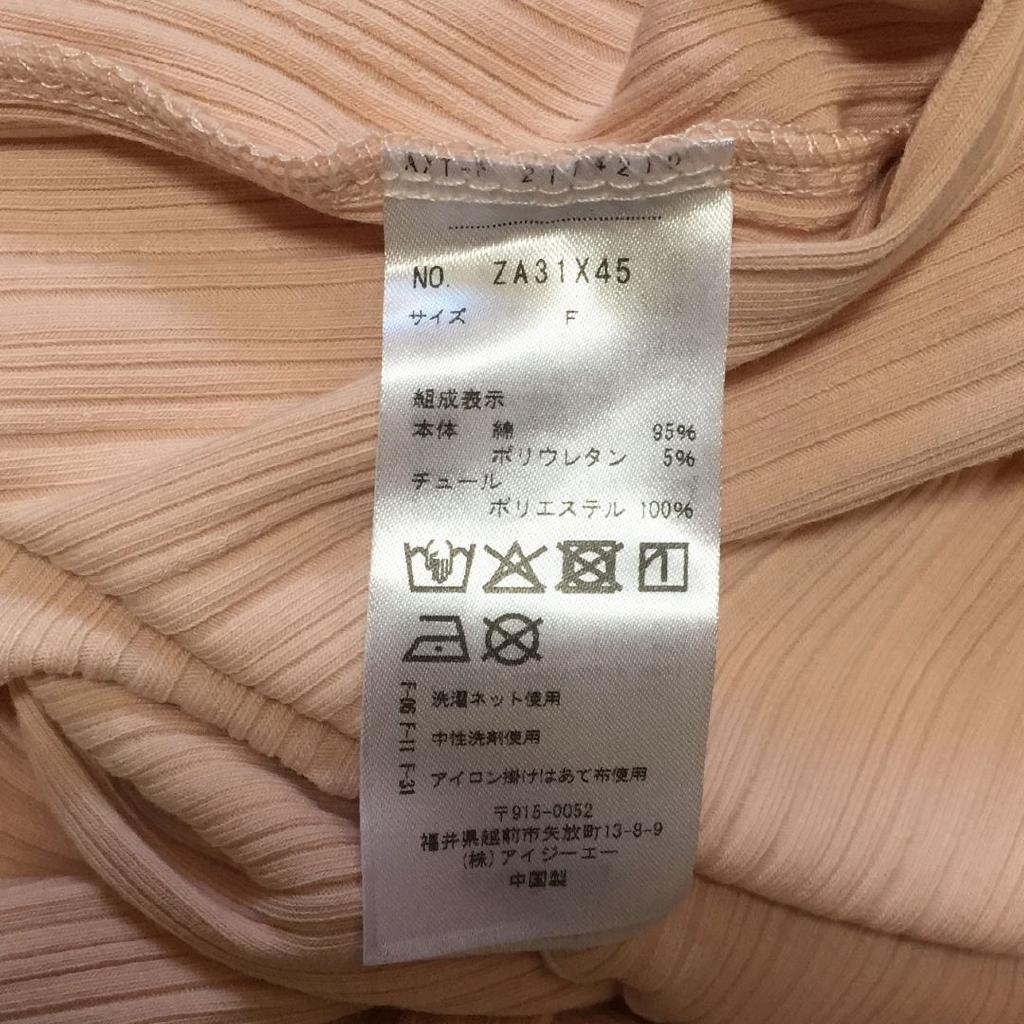 NO. ZA31X45
サイズ F
組成表示
本体 綿 95%
ポリウレタン 5%
チュール
ポリエステル 100%
F-06 洗濯ネット使用
F-11 中性洗剤使用
F-31 アイロン掛けはあて布使用
〒915-0052
福井県越前市矢放町13-8-9
(株)アイジーエー
中国製